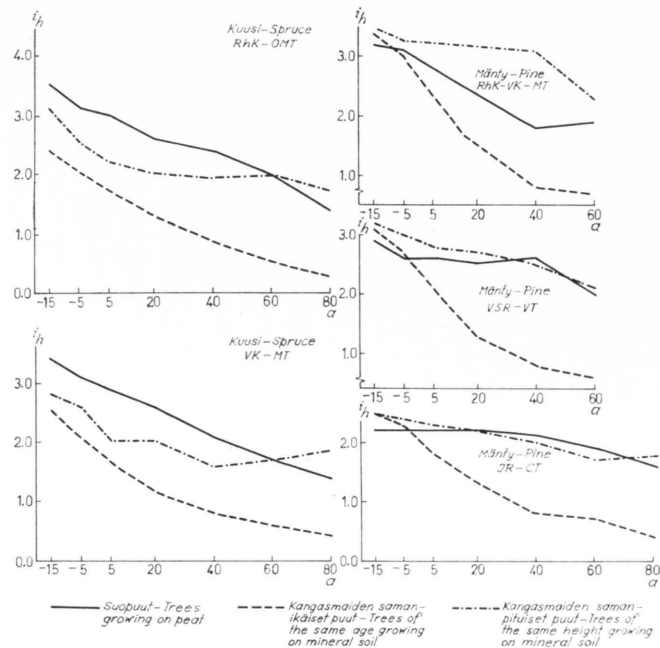 i_h
Kuusi-Spruce
RhK-OMT
4.0
3.0
2.0
1.0
0.0
-15 -5 5 20 40 60 80
a
i_h
Kuusi-Spruce
VK-MT
4.0
3.0
2.0
1.0
0.0
-15 -5 5 20 40 60 80
a
i_h
Mänty-Pine
RhK-VK-MT
3.0
2.0
1.0
-15 -5 5 20 40 60
a
i_h
3.0
2.0
1.0
Mänty-Pine
VSR-VT
-15 -5 5 20 40 60
a
i_h
2.0
1.0
0.0
Mänty-Pine
JR-CT
-15 -5 5 20 40 60 80
a
Suopuut-Trees
growing on peat
Kangasmaiden saman-
ikäiset puut-Trees of
the same age growing
on mineral soil
Kangasmaiden saman-
pituiset puut-Trees
of the same height growing
on mineral soil